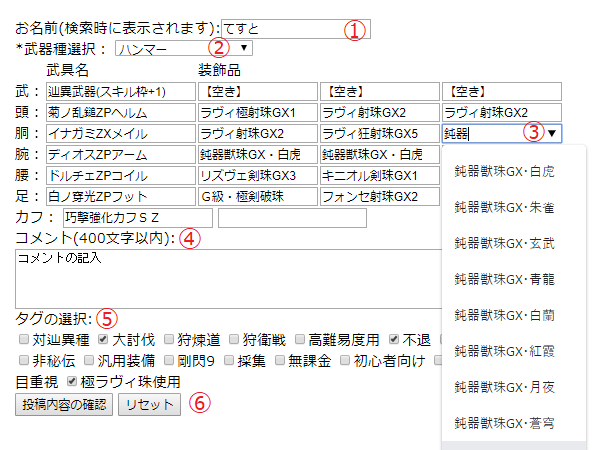 お名前(検索時に表示されます):てすと ①
*武器種選択： ハンマー ②
武具名 装飾品
武： 辿異武器(スキル枠+1) 【空き】 【空き】 【空き】
頭： 菊ノ乱鎚ZPヘルム ラヴィ極射珠GX1 ラヴィ射珠GX2 ラヴィ射珠GX2
胴： イナガミZXメイル ラヴィ射珠GX2 ラヴィ狂射珠GX5 鈍器 ③
腕： ディオスZPアーム 鈍器獣珠GX・白虎 鈍器獣珠GX・白虎
腰： ドルチェZPコイル リズヴェ剣珠GX3 キニオル剣珠GX1
足： 白ノ穿光ZPフット Ｇ級・極剣破珠 フォンセ射珠GX2
カフ： 巧撃強化カフＳＺ
鈍器獣珠GX・白虎
鈍器獣珠GX・朱雀
鈍器獣珠GX・玄武
鈍器獣珠GX・青龍
鈍器獣珠GX・白蘭
鈍器獣珠GX・紅霞
鈍器獣珠GX・月夜
鈍器獣珠GX・蒼穹
コメント(400文字以内): ④
コメントの記入
タグの選択: ⑤
対辿異種 大討伐 狩煉道 狩衛戦 高難易度用 不退
非秘伝 汎用装備 剛閃9 採集 無課金 初心者向け
目重視 極ラヴィ珠使用
投稿内容の確認 リセット ⑥